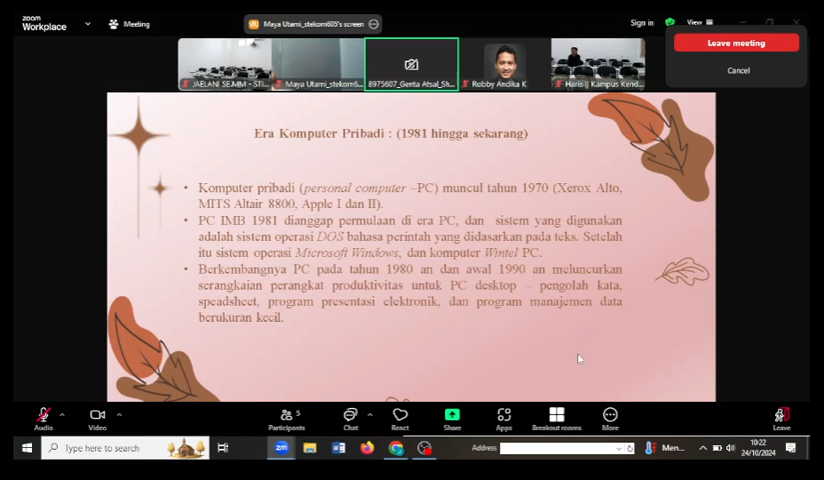 zoom
Workplace
Meeting
Maya Utami_stekom605's screen
Sign in
View
Leave meeting
Cancel
JAELANI SE.MM - STI...
Maya Utami_stekom6...
8975607_Genta Atsal_Sh...
Robby Andika K
Haris || Kampus Kend...
Era Komputer Pribadi : (1981 hingga sekarang)
• Komputer pribadi (personal computer –PC) muncul tahun 1970 (Xerox Alto,
MITS Altair 8800, Apple I dan II).
• PC IMB 1981 dianggap permulaan di era PC, dan sistem yang digunakan
adalah sistem operasi DOS bahasa perintah yang didasarkan pada teks. Setelah
itu sistem operasi Microsoft Windows, dan komputer Wintel PC.
• Berkembangnya PC pada tahun 1980 an dan awal 1990 an meluncurkan
serangkaian perangkat produktivitas untuk PC desktop – pengolah kata,
speadsheet, program presentasi elektronik, dan program manajemen data
berukuran kecil.
Audio
Video
5
Participants
Chat
React
Share
Apps
Breakout rooms
More
Leave
Type here to search
zm
Address
Men...
10:22
24/10/2024